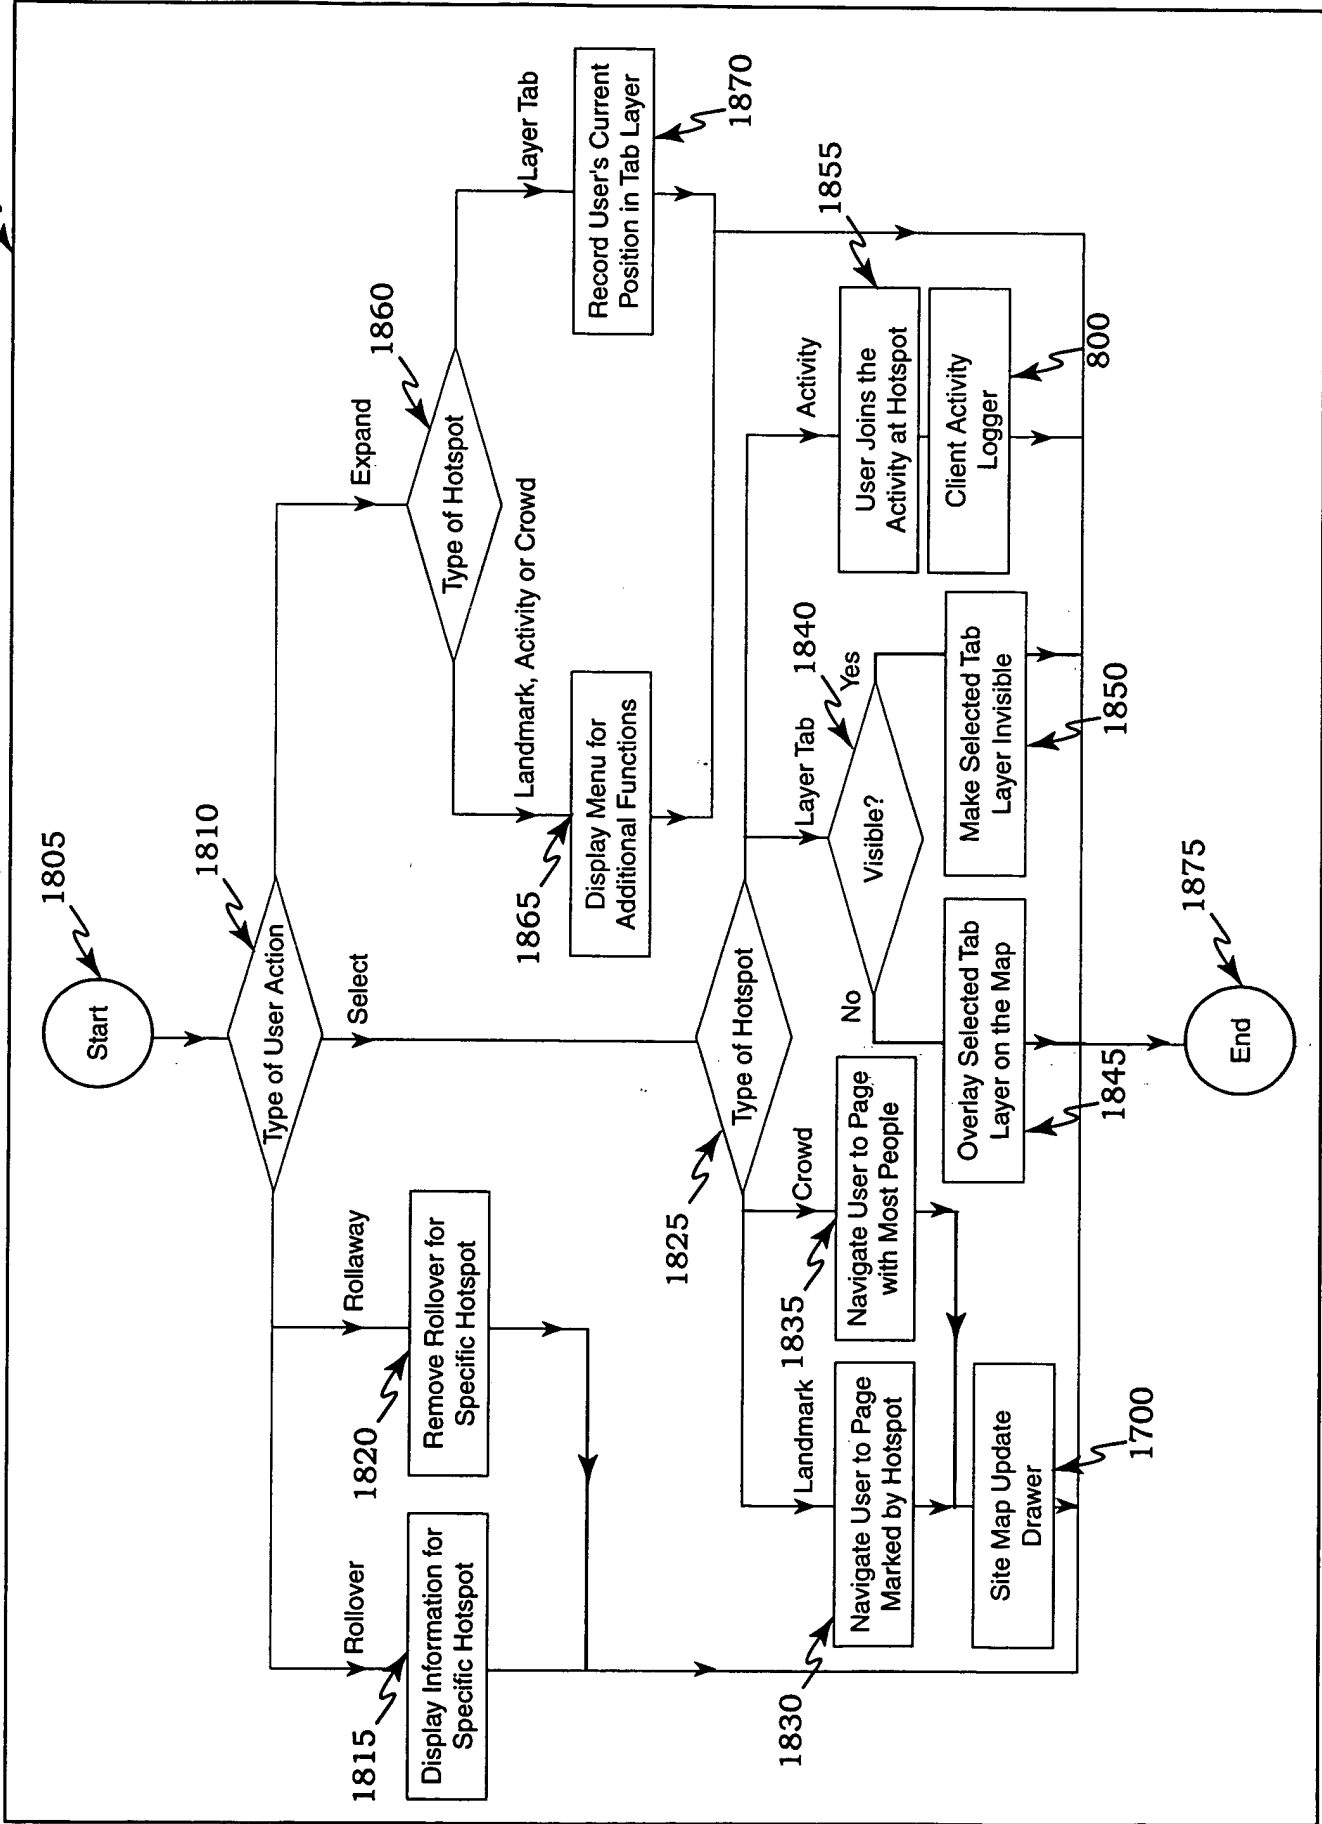 1805
Start
1810
Type of User Action
Rollover
Rollaway
Select
Expand
1815
Display Information for
Specific Hotspot
1820
Remove Rollover for
Specific Hotspot
1860
Type of Hotspot
Landmark, Activity or Crowd
Layer Tab
1865
Display Menu for
Additional Functions
Record User's Current
Position in Tab Layer
1870
1825
Type of Hotspot
Landmark
Crowd
Layer Tab
Activity
1830
Navigate User to Page
Marked by Hotspot
1835
Navigate User to Page
with Most People
1840
Visible?
No
Yes
User Joins the
Activity at Hotspot
1855
Client Activity
Logger
800
Site Map Update
Drawer
1700
Overlay Selected Tab
Layer on the Map
1845
Make Selected Tab
Layer Invisible
1850
1875
End